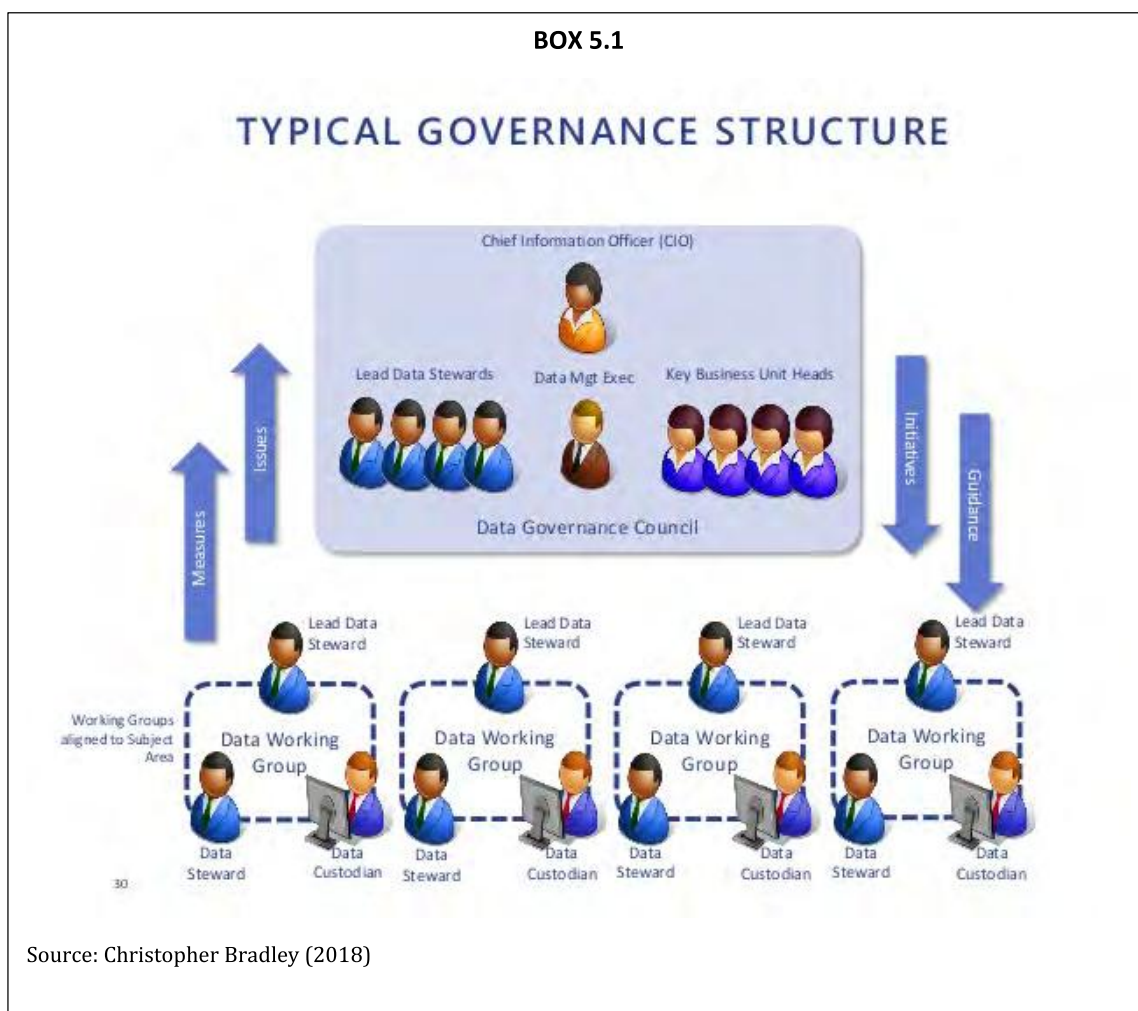 BOX 5.1
TYPICAL GOVERNANCE STRUCTURE
Chief Information Officer (CIO)
Lead Data Stewards
Data Mgt Exec
Key Business Unit Heads
Data Governance Council
Measures
Issues
Initiatives
Guidance
Working Groups
aligned to Subject
Area
Lead Data
Steward
Data Working
Group
Data
Steward
Data
Custodian
Lead Data
Steward
Data Working
Group
Data
Steward
Data
Custodian
Lead Data
Steward
Data Working
Group
Data
Steward
Data
Custodian
Lead Data
Steward
Data Working
Group
Data
Steward
Data
Custodian
30
Source: Christopher Bradley (2018)